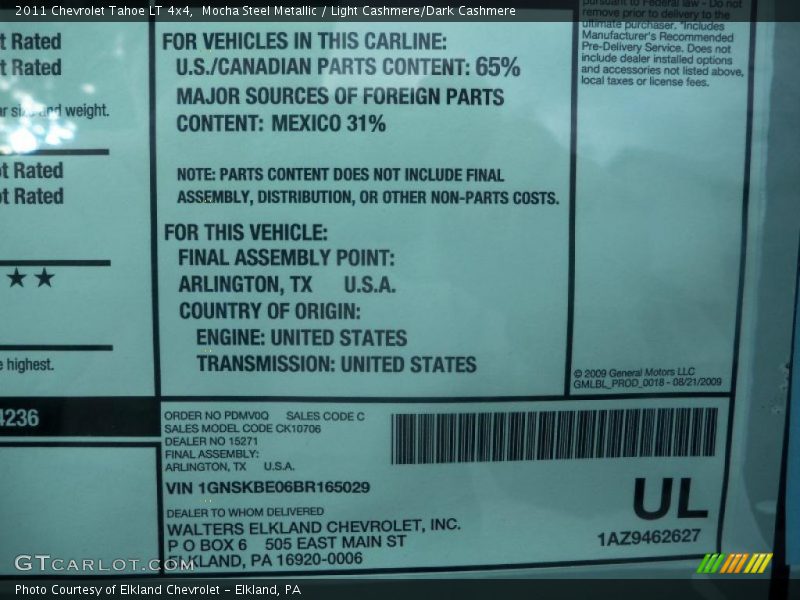 2011 Chevrolet Tahoe LT 4x4, Mocha Steel Metallic / Light Cashmere/Dark Cashmere
t Rated
t Rated
and weight.
t Rated
ot Rated
★★
e highest.
4236
FOR VEHICLES IN THIS CARLINE:
U.S./CANADIAN PARTS CONTENT: 65%
MAJOR SOURCES OF FOREIGN PARTS
CONTENT: MEXICO 31%
NOTE: PARTS CONTENT DOES NOT INCLUDE FINAL
ASSEMBLY, DISTRIBUTION, OR OTHER NON-PARTS COSTS.
FOR THIS VEHICLE:
FINAL ASSEMBLY POINT:
ARLINGTON, TX U.S.A.
COUNTRY OF ORIGIN:
ENGINE: UNITED STATES
TRANSMISSION: UNITED STATES
pursuant to Federal law - Do not
remove prior to delivery to the
ultimate purchaser. *Includes
Manufacturer's Recommended
Pre-Delivery Service. Does not
include dealer installed options
and accessories not listed above,
local taxes or license fees.
© 2009 General Motors LLC
GMLBL_PROD_0018 - 08/21/2009
ORDER NO PDMV0Q SALES CODE C
SALES MODEL CODE CK10706
DEALER NO 15271
FINAL ASSEMBLY:
ARLINGTON, TX U.S.A.
VIN 1GNSKBE06BR165029
DEALER TO WHOM DELIVERED
WALTERS ELKLAND CHEVROLET, INC.
P O BOX 6 505 EAST MAIN ST
ELKLAND, PA 16920-0006
UL
1AZ9462627
GTCARLOT.COM
Photo Courtesy of Elkland Chevrolet - Elkland, PA